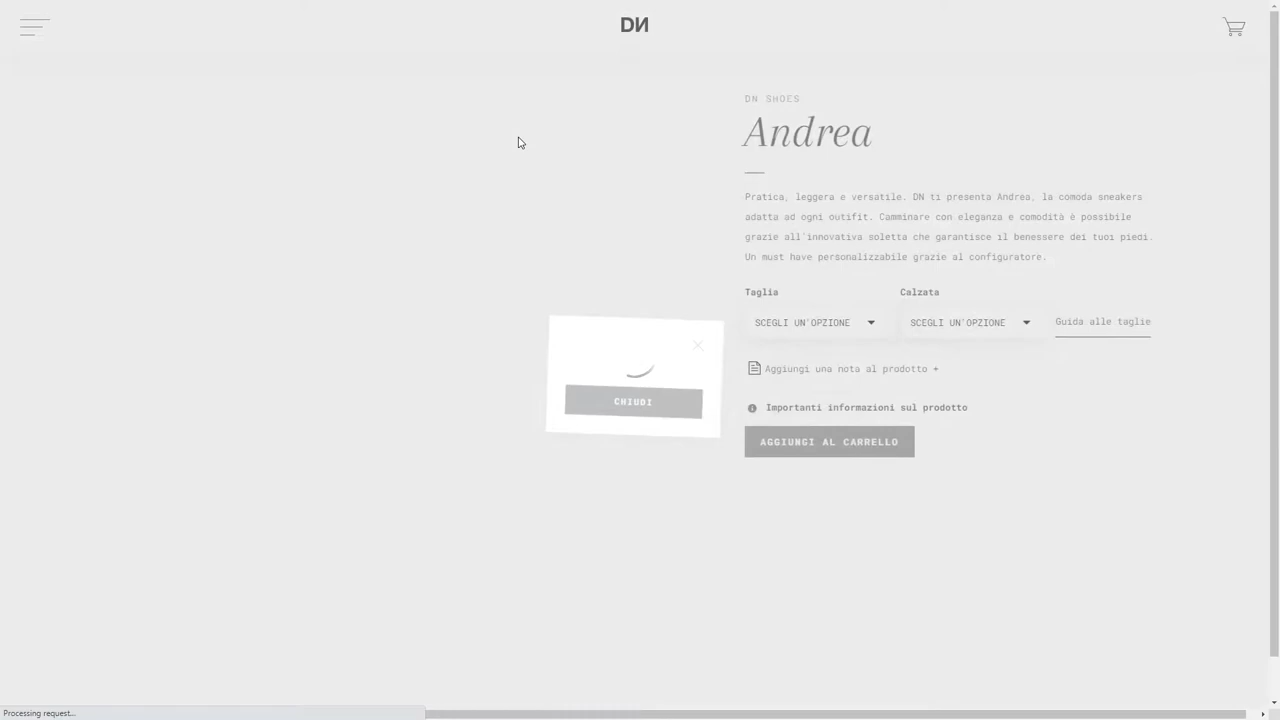 DN
DN SHOES
Andrea
Pratica, leggera e versatile. DN ti presenta Andrea, la comoda sneakers
adatta ad ogni outifit. Camminare con eleganza e comodità è possibile
grazie all'innovativa soletta che garantisce il benessere dei tuoi piedi.
Un must have personalizzabile grazie al configuratore.
Taglia
Calzata
SCEGLI UN'OPZIONE
SCEGLI UN'OPZIONE
Guida alle taglie
Aggiungi una nota al prodotto +
Importanti informazioni sul prodotto
CHIUDI
AGGIUNGI AL CARRELLO
Processing request...